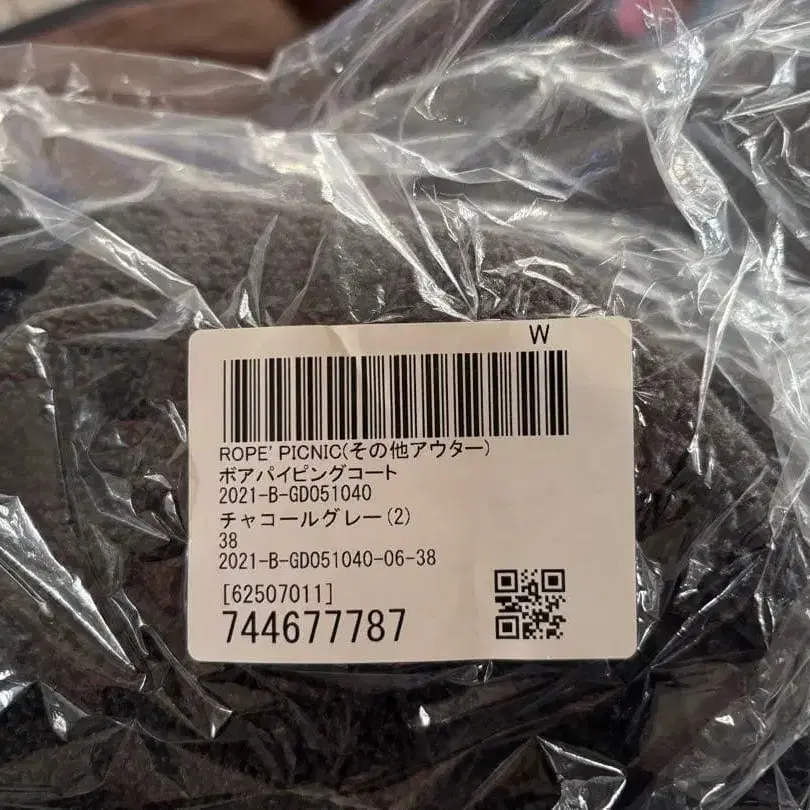 W
ROPE' PICNIC(その他アウター)
ボアパイピングコート
2021-B-GD051040
チャコールグレー(2)
38
2021-B-GD051040-06-38
[62507011]
744677787